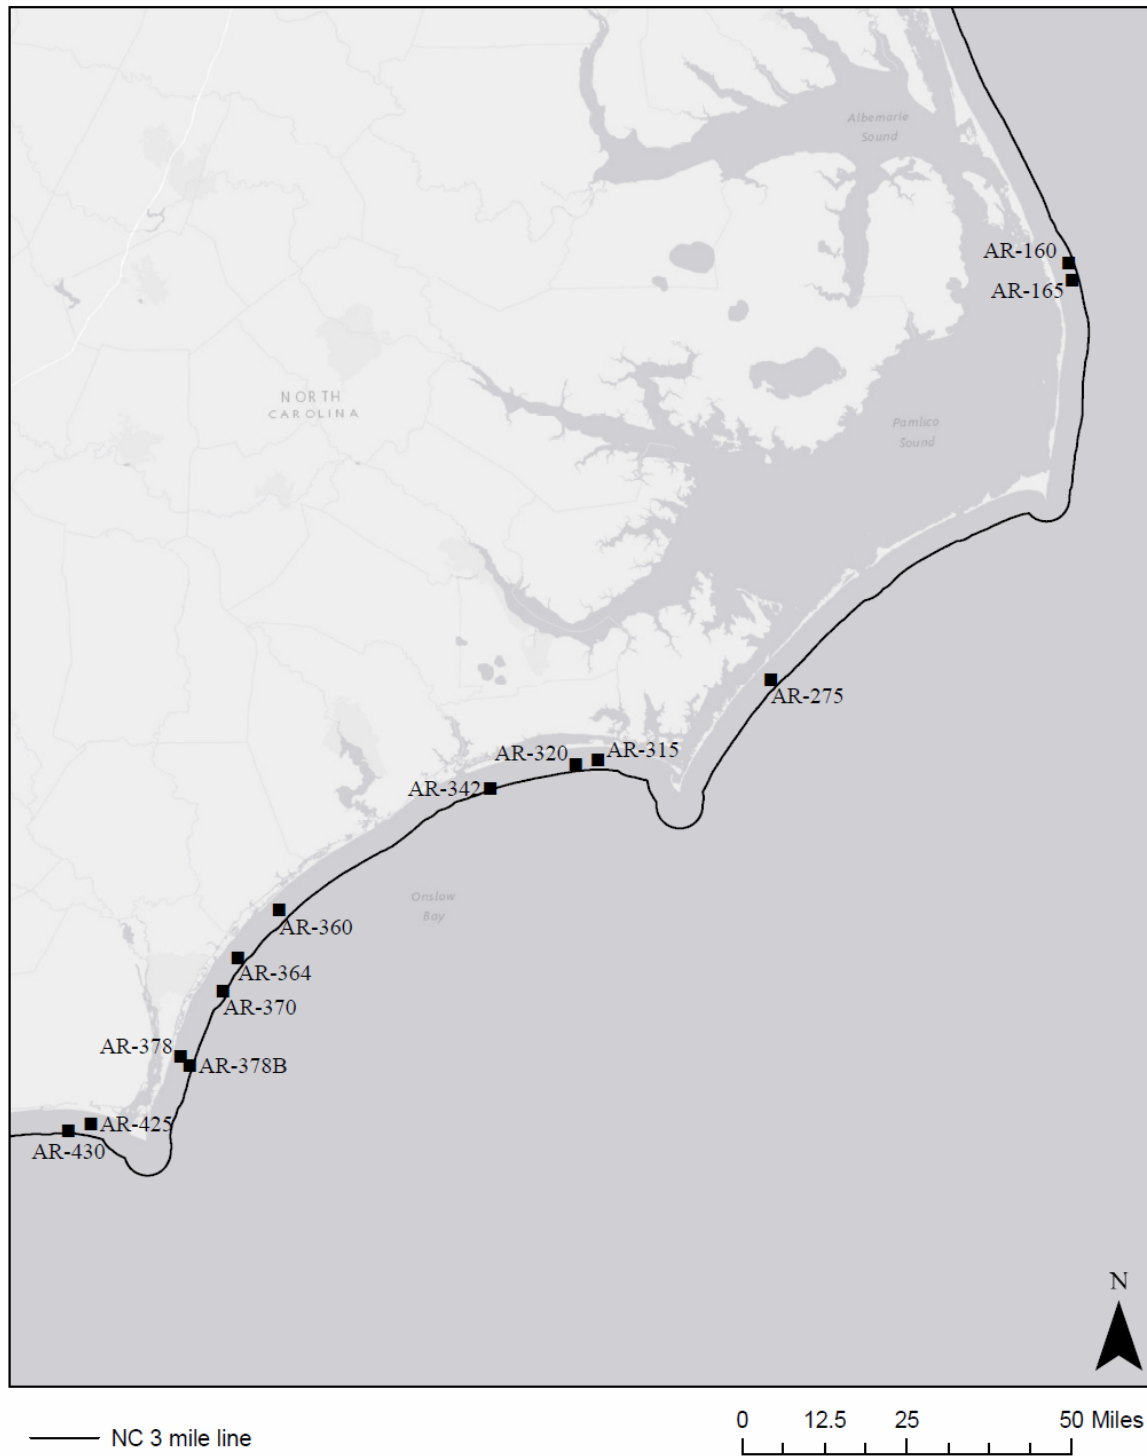 Albemarle
Sound
AR-160
AR-165
NORTH
CAROLINA
Pamlico
Sound
AR-275
AR-320
AR-315
AR-342
Onslow
Bay
AR-360
AR-364
AR-370
AR-378
AR-378B
AR-425
AR-430
N
NC 3 mile line
0 12.5 25 50 Miles